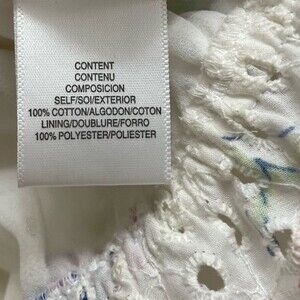 CONTENT
CONTENU
COMPOSICION
SELF/SOI/EXTERIOR
100% COTTON/ALGODON/COTON
LINING/DOUBLURE/FORRO
100% POLYESTER/POLIESTER